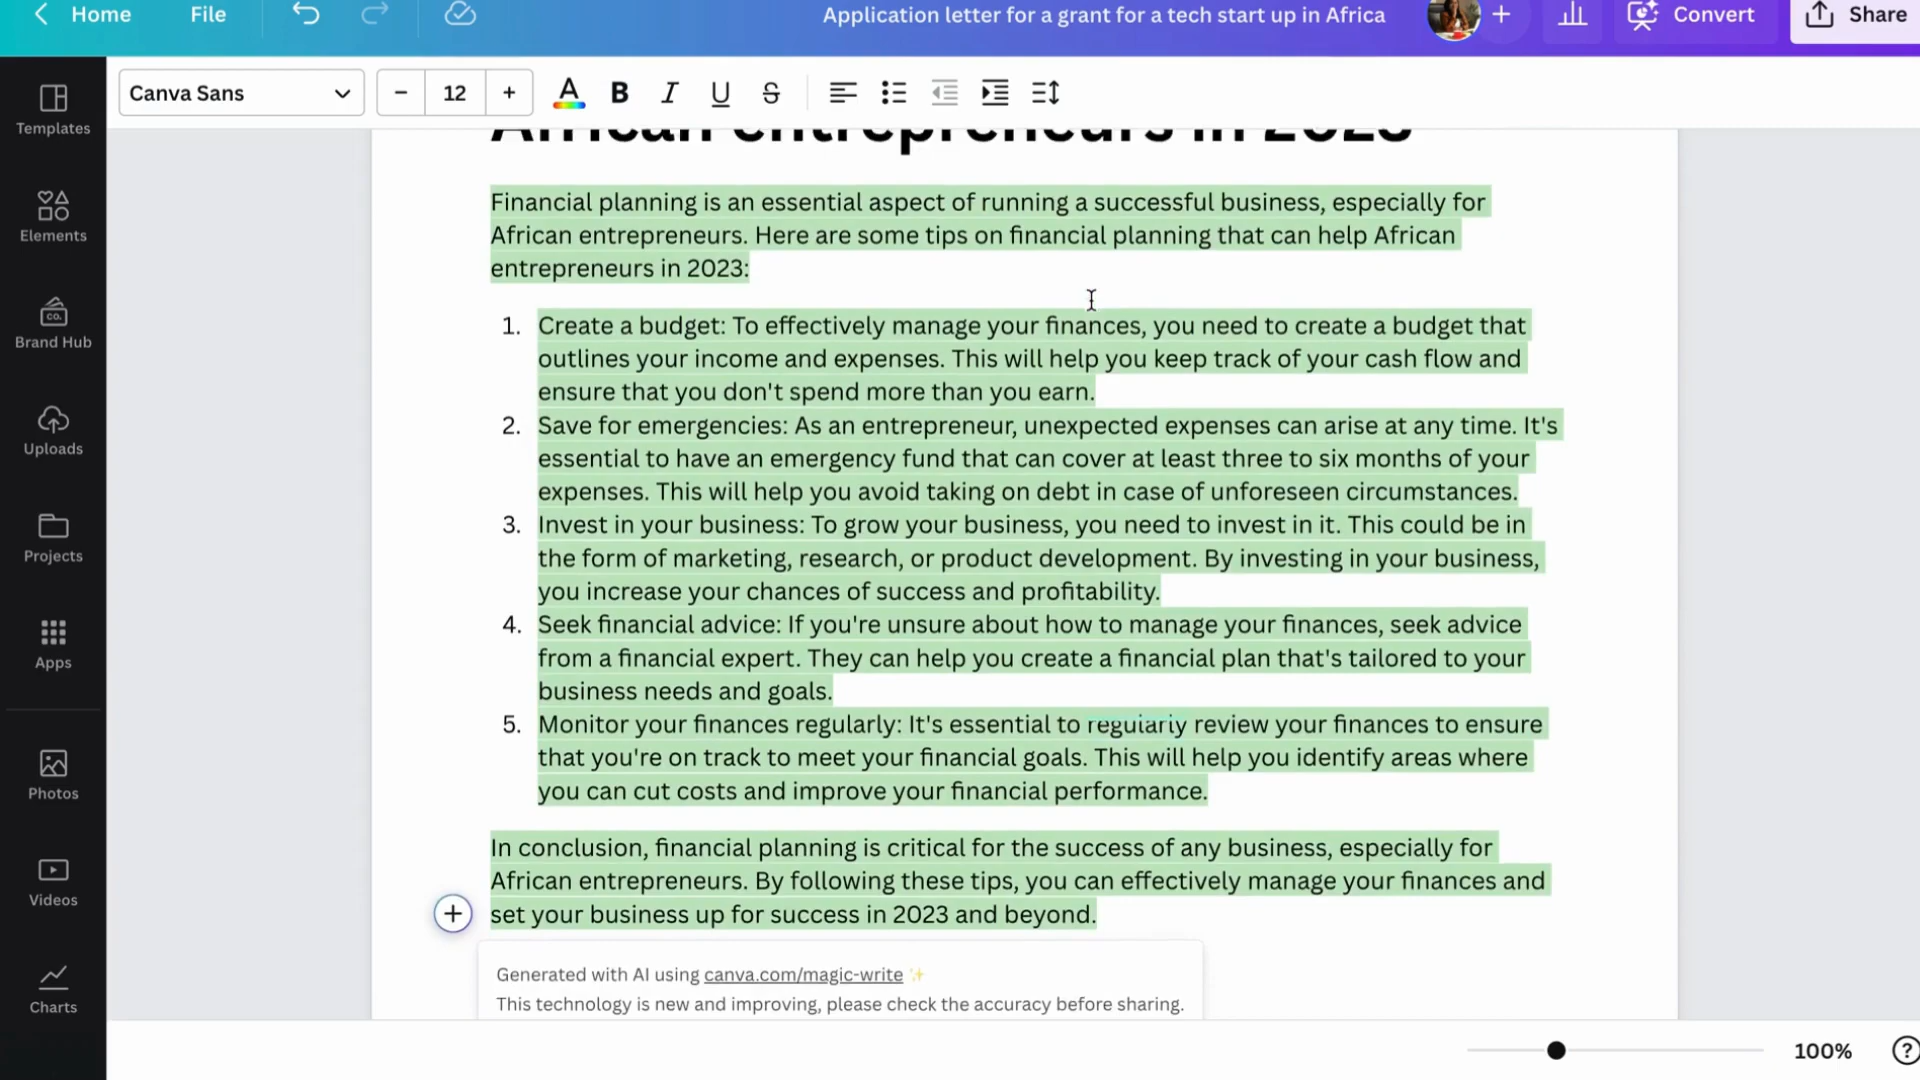 Home
File
Application letter for a grant for a tech start up in Africa
Convert
Share
Canva Sans
12
A
B
I
U
S
Templates
Elements
CO.
Brand Hub
Uploads
Projects
Apps
Photos
Videos
Charts
African entrepreneurs in 2023
Financial planning is an essential aspect of running a successful business, especially for
African entrepreneurs. Here are some tips on financial planning that can help African
entrepreneurs in 2023:
1. Create a budget: To effectively manage your finances, you need to create a budget that
outlines your income and expenses. This will help you keep track of your cash flow and
ensure that you don't spend more than you earn.
2. Save for emergencies: As an entrepreneur, unexpected expenses can arise at any time. It's
essential to have an emergency fund that can cover at least three to six months of your
expenses. This will help you avoid taking on debt in case of unforeseen circumstances.
3. Invest in your business: To grow your business, you need to invest in it. This could be in
the form of marketing, research, or product development. By investing in your business,
you increase your chances of success and profitability.
4. Seek financial advice: If you're unsure about how to manage your finances, seek advice
from a financial expert. They can help you create a financial plan that's tailored to your
business needs and goals.
5. Monitor your finances regularly: It's essential to regularly review your finances to ensure
that you're on track to meet your financial goals. This will help you identify areas where
you can cut costs and improve your financial performance.
In conclusion, financial planning is critical for the success of any business, especially for
African entrepreneurs. By following these tips, you can effectively manage your finances and
set your business up for success in 2023 and beyond.
Generated with AI using canva.com/magic-write
This technology is new and improving, please check the accuracy before sharing.
100%
?